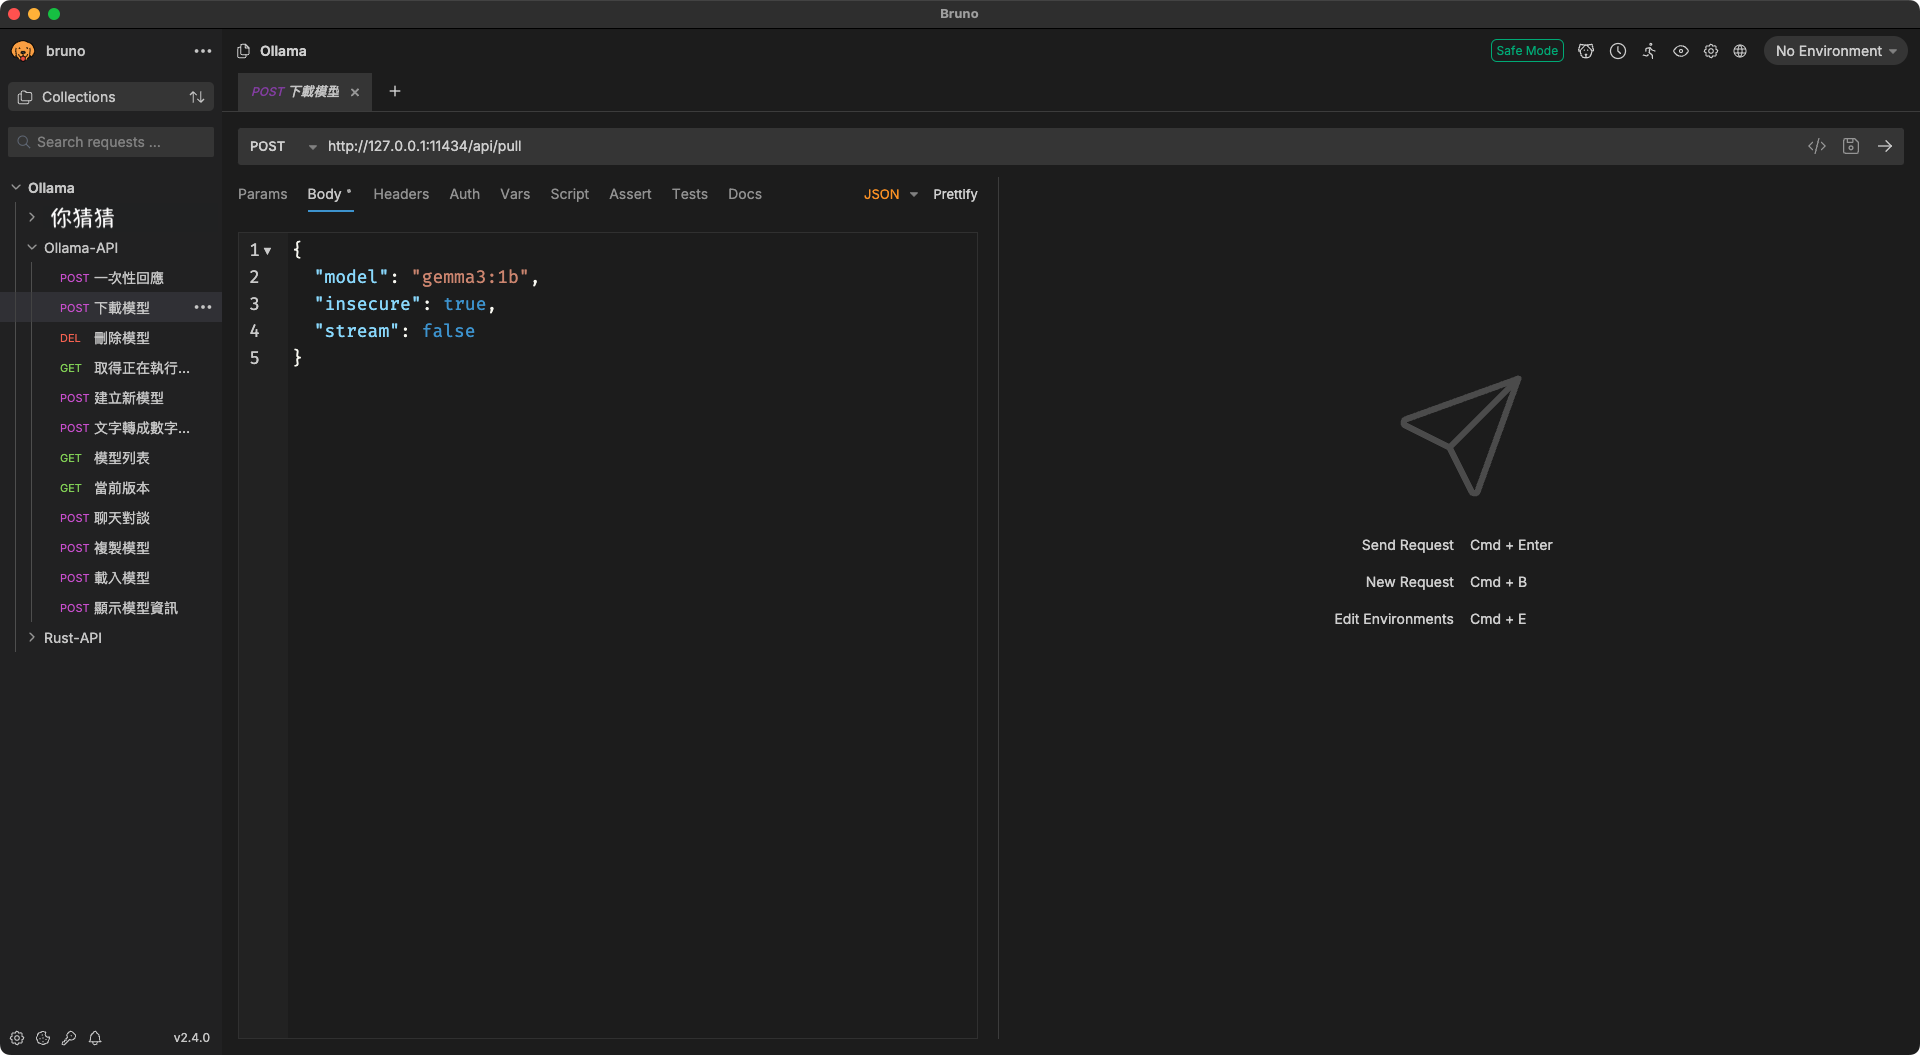 Bruno
bruno
Collections
Search requests ...
Ollama
你猜猜
Ollama-API
POST 一次性回應
POST 下載模型
DEL 刪除模型
GET 取得正在執行...
POST 建立新模型
POST 文字轉成數字...
GET 模型列表
GET 當前版本
POST 聊天對談
POST 複製模型
POST 載入模型
POST 顯示模型資訊
Rust-API
v2.4.0
Ollama
Safe Mode
No Environment
POST 下載模型
POST http://127.0.0.1:11434/api/pull
Params Body Headers Auth Vars Script Assert Tests Docs JSON Prettify
1 {
2 "model": "gemma3:1b",
3 "insecure": true,
4 "stream": false
5 }
Send Request Cmd + Enter
New Request Cmd + B
Edit Environments Cmd + E